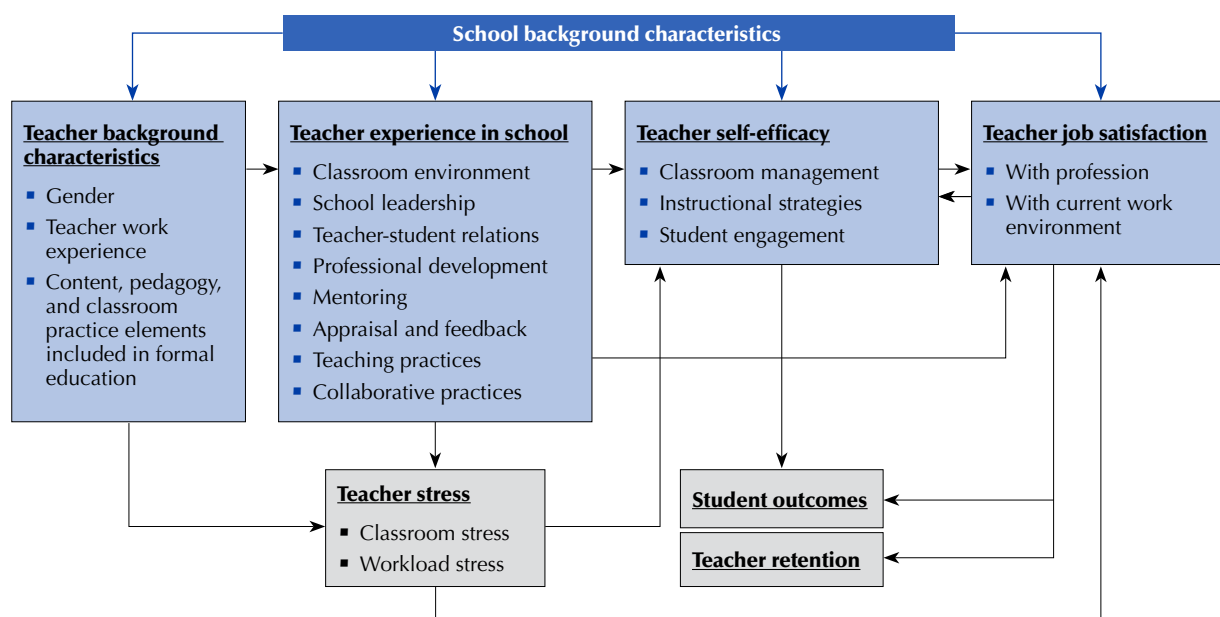 School background characteristics
Teacher background
characteristics
Gender
Teacher work
experience
Content, pedagogy,
and classroom
practice elements
included in formal
education
Teacher experience in school
Classroom environment
School leadership
Teacher-student relations
Professional development
Mentoring
Appraisal and feedback
Teaching practices
Collaborative practices
Teacher self-efficacy
Classroom management
Instructional strategies
Student engagement
Teacher job satisfaction
With profession
With current work
environment
Teacher stress
Classroom stress
Workload stress
Student outcomes
Teacher retention